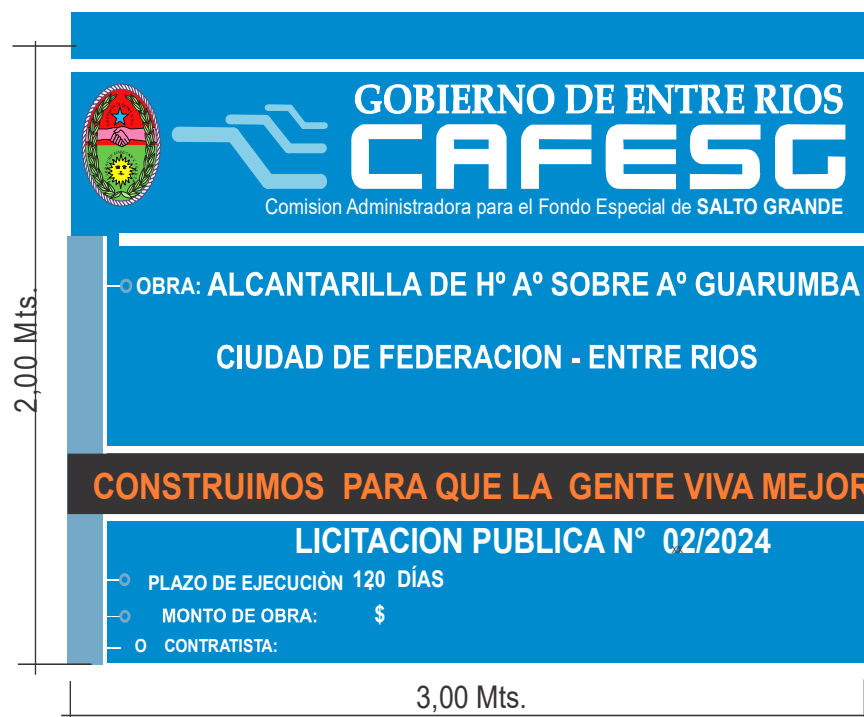 GOBIERNO DE ENTRE RIOS
CAFESG
Comision Administradora para el Fondo Especial de SALTO GRANDE
OBRA: ALCANTARILLA DE Hº Aº SOBRE Aº GUARUMBA
CIUDAD DE FEDERACION - ENTRE RIOS
CONSTRUIMOS PARA QUE LA GENTE VIVA MEJOR
LICITACION PUBLICA N° 02/2024
PLAZO DE EJECUCIÒN 120 DÍAS
MONTO DE OBRA: $
O CONTRATISTA:
2,00 Mts.
3,00 Mts.